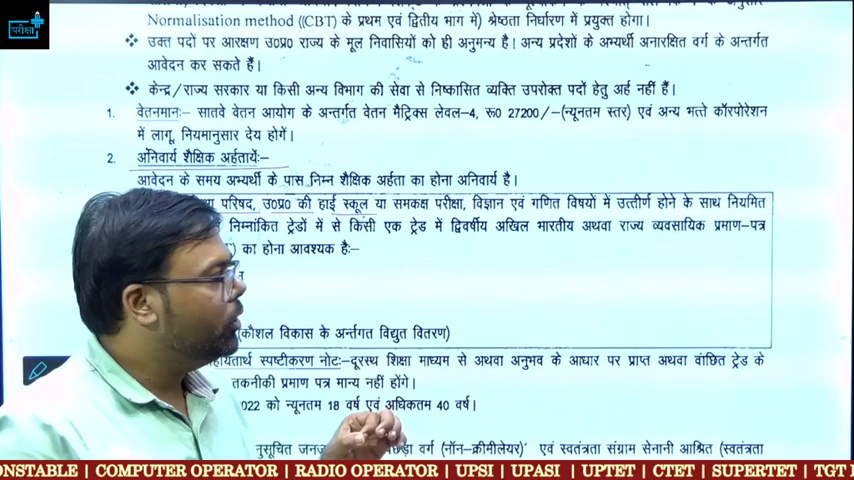 परीक्षा
Normalisation method ((CBT) के प्रथम एवं द्वितीय भाग में) श्रेष्ठता निर्धारण में प्रयुक्त होगा।
❖ उक्त पदों पर आरक्षण उ0प्र0 राज्य के मूल निवासियों को ही अनुमन्य है। अन्य प्रदेशों के अभ्यर्थी अनारक्षित वर्ग के अन्तर्गत
आवेदन कर सकते हैं।
❖ केन्द्र/राज्य सरकार या किसी अन्य विभाग की सेवा से निष्कासित व्यक्ति उपरोक्त पदों हेतु अर्ह नहीं हैं।
1. वेतनमानः- सातवे वेतन आयोग के अन्तर्गत वेतन मैट्रिक्स लेवल-4, रू0 27200/-(न्यूनतम स्तर) एवं अन्य भत्ते कॉरपोरेशन
में लागू, नियमानुसार देय होगें।
2. अनिवार्य शैक्षिक अर्हतायेंः-
आवेदन के समय अभ्यर्थी के पास निम्न शैक्षिक अर्हता का होना अनिवार्य है।
परिषद, उ0प्र0 की हाई स्कूल या समकक्ष परीक्षा, विज्ञान एवं गणित विषयों में उत्तीर्ण होने के साथ नियमित
निम्नांकित ट्रेडों में से किसी एक ट्रेड में द्विवर्षीय अखिल भारतीय अथवा राज्य व्यवसायिक प्रमाण-पत्र
का होना आवश्यक हैः-
(कौशल विकास के अर्न्तगत विद्युत वितरण)
स्पष्टीकरण नोटः-दूरस्थ शिक्षा माध्यम से अथवा अनुभव के आधार पर प्राप्त अथवा वांछित ट्रेड के
तकनीकी प्रमाण पत्र मान्य नहीं होंगे।
022 को न्यूनतम 18 वर्ष एवं अधिकतम 40 वर्ष।
वर्ग (नॉन-क्रीमीलेयर)' एवं स्वतंत्रता संग्राम सेनानी आश्रित (स्वतंत्रता
ONSTABLE | COMPUTER OPERATOR | RADIO OPERATOR | UPSI | UPASI | UPTET | CTET | SUPERTET | TGT